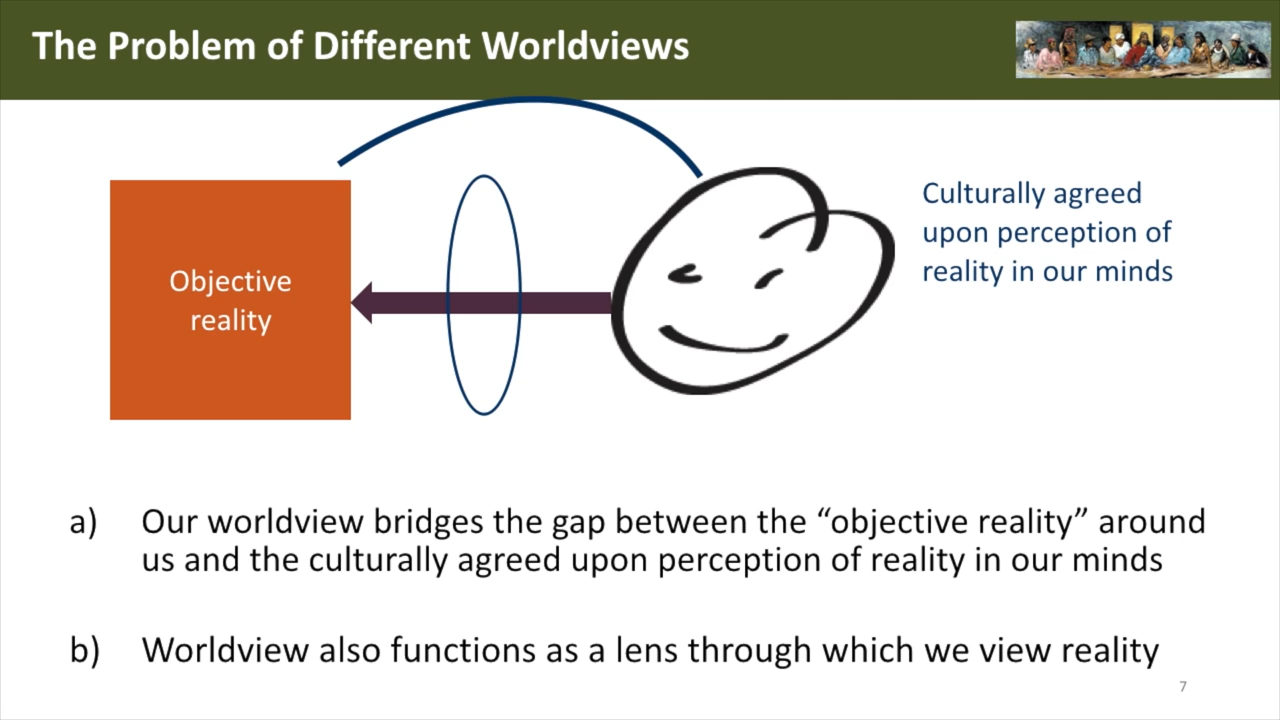 The Problem of Different Worldviews
Objective
reality
Culturally agreed
upon perception of
reality in our minds
a) Our worldview bridges the gap between the “objective reality” around
us and the culturally agreed upon perception of reality in our minds
b) Worldview also functions as a lens through which we view reality
7